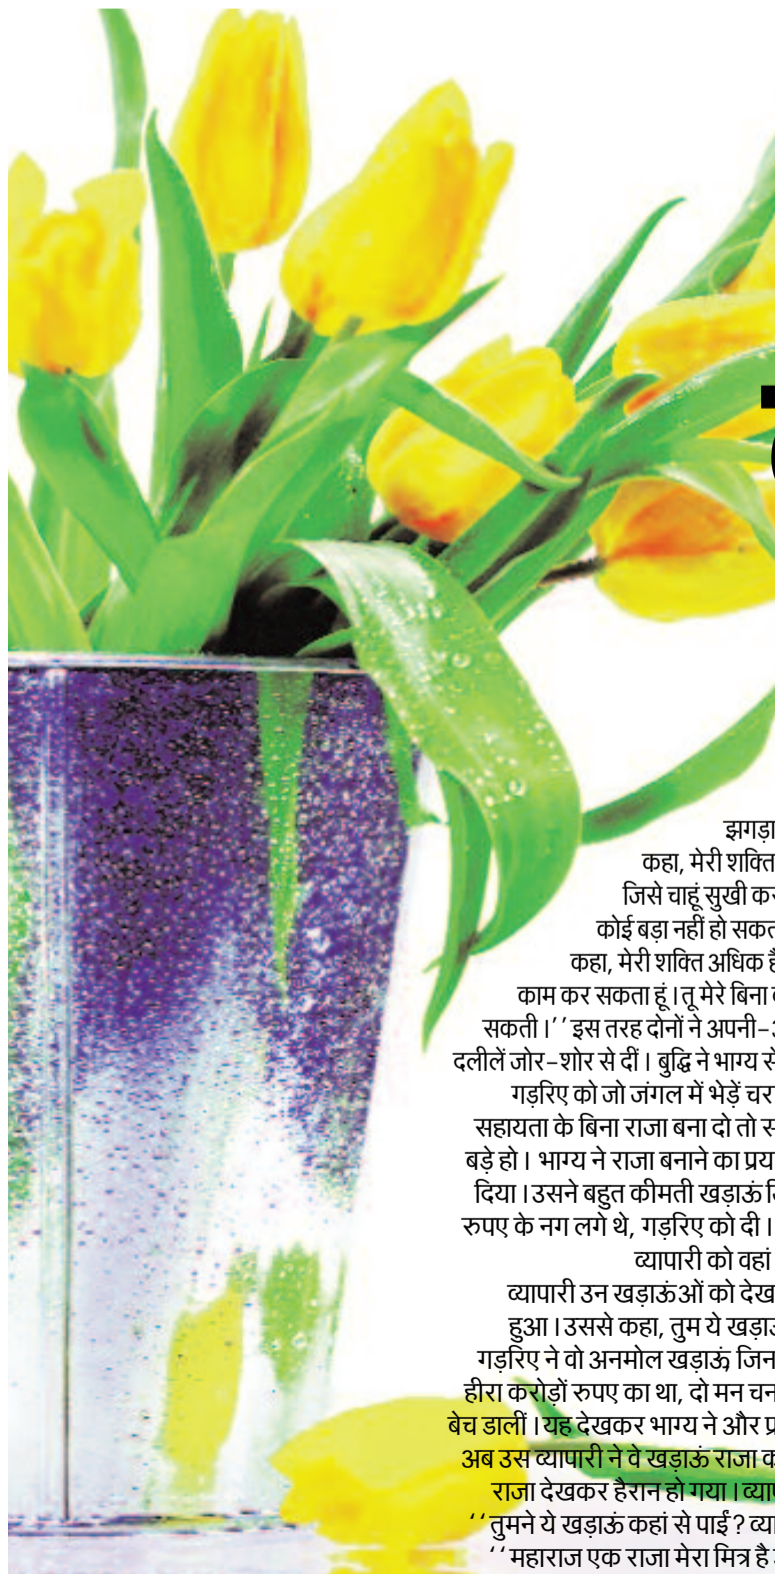 झगड़ा
कहा, मेरी शक्ति
जिसे चाहूं सुखी कर
कोई बड़ा नहीं हो सकत
कहा, मेरी शक्ति अधिक है
काम कर सकता हूं। तू मेरे बिना
सकती।’’ इस तरह दोनों ने अपनी-
दलीलें जोर-शोर से दीं। बुद्धि ने भाग्य से
गड़रिए को जो जंगल में भेड़ें चर
सहायता के बिना राजा बना दो तो
बड़े हो। भाग्य ने राजा बनाने का
दिया। उसने बहुत कीमती खड़ाऊं
रुपए के नग लगे थे, गड़रिए को दी।
व्यापारी को वहां
व्यापारी उन खड़ाऊंओं को देख
हुआ। उससे कहा, तुम ये
गड़रिए ने वो अनमोल खड़ाऊं, जिन
हीरा करोड़ों रुपए का था, दो मन चन
बेच डालीं। यह देखकर भाग्य ने और
अब उस व्यापारी ने वे खड़ाऊं राजा
राजा देखकर हैरान हो गया।
‘‘तुमने ये खड़ाऊं कहां से पाईं?
‘‘महाराज एक राजा मेरा मित्र है